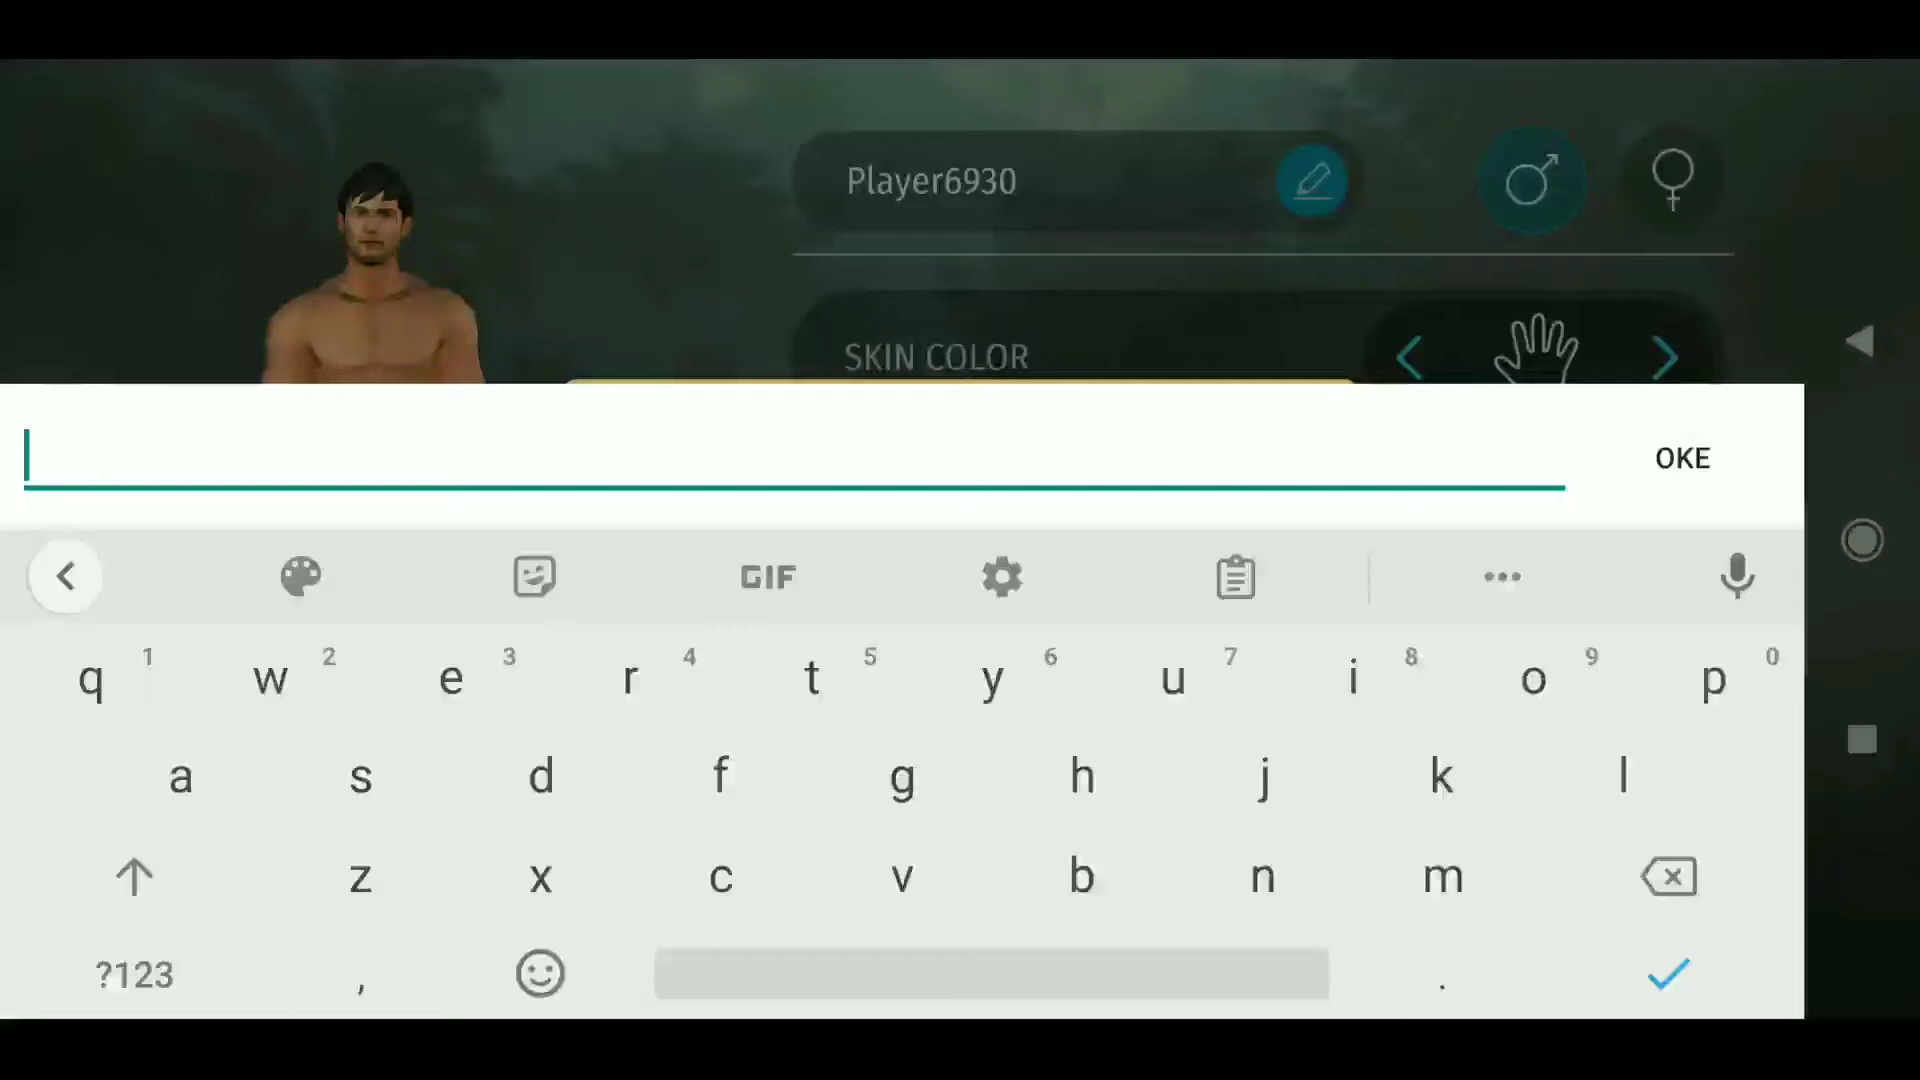 Player6930
SKIN COLOR
OKE
GIF
q 1 w 2 e 3 r 4 t 5 y 6 u 7 i 8 o 9 p 0
a s d f g h j k l
z x c v b n m
?123 , .